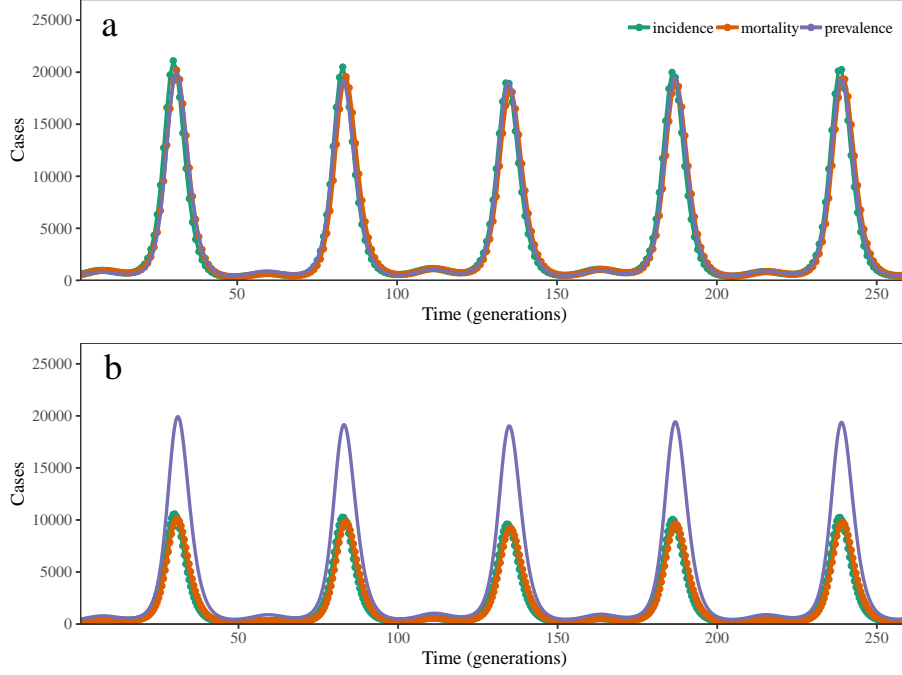 a
incidence mortality prevalence
25000
20000
15000
10000
5000
0
Cases
50 100 150 200 250
Time (generations)
b
25000
20000
15000
10000
5000
0
Cases
50 100 150 200 250
Time (generations)